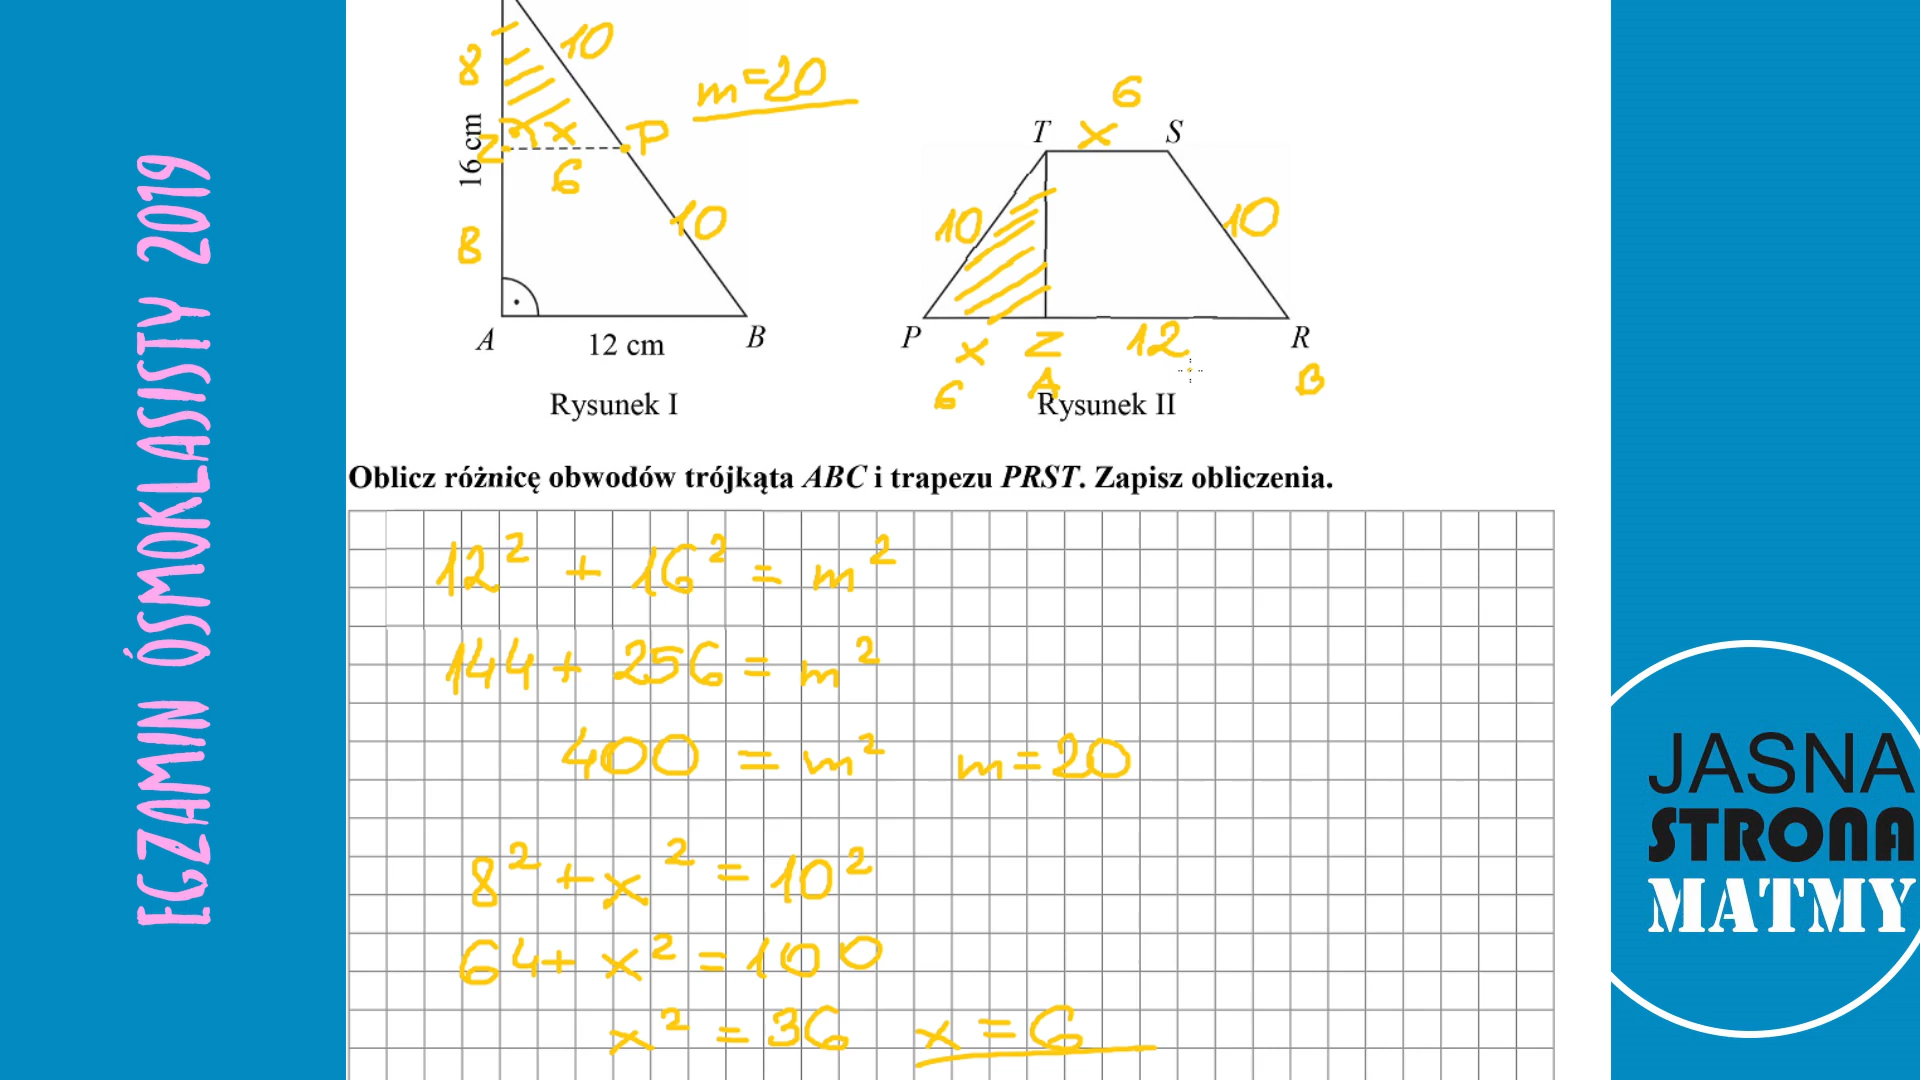 EGZAMIN ÓSMOKLASISTY 2019
8
10
m=20
16 cm
Z
x
P
6
8
10
A
12 cm
B
Rysunek I
6
T
x
S
10
10
P
x
Z
12
R
6
A
B
Rysunek II
Oblicz różnicę obwodów trójkąta ABC i trapezu PRST. Zapisz obliczenia.
12² + 16² = m²
144 + 256 = m²
400 = m² m = 20
8² + x² = 10²
64 + x² = 100
x² = 36 x = 6
JASNA
STRONA
MATMY